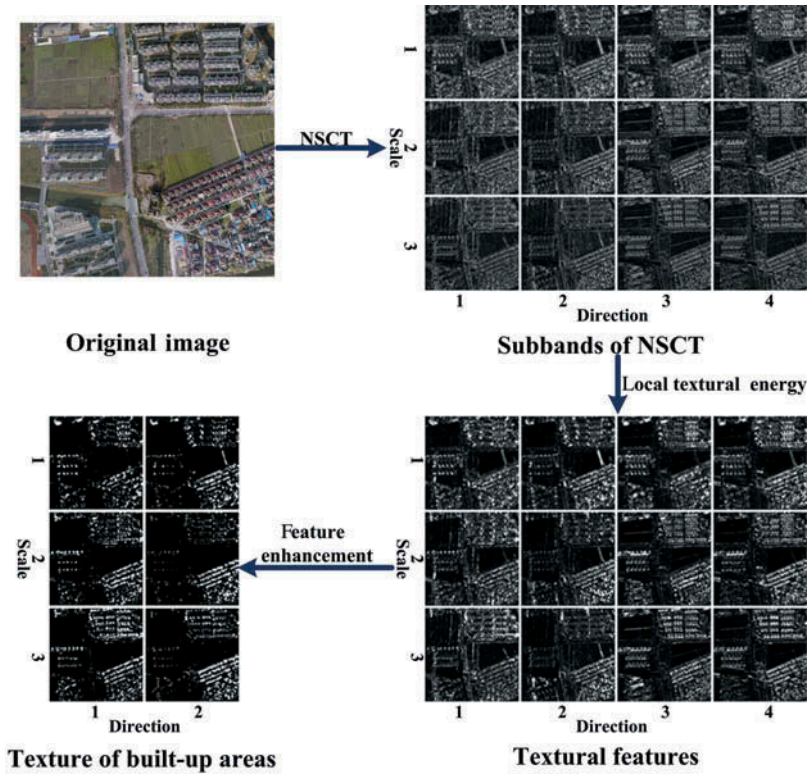 NSCT
Scale
1
2
3
1 2 3 4
Direction
Original image
Subbands of NSCT
Local textural energy
Scale
1
2
3
1 2
Direction
Feature
enhancement
Scale
1
2
3
1 2 3 4
Direction
Texture of built-up areas
Textural features